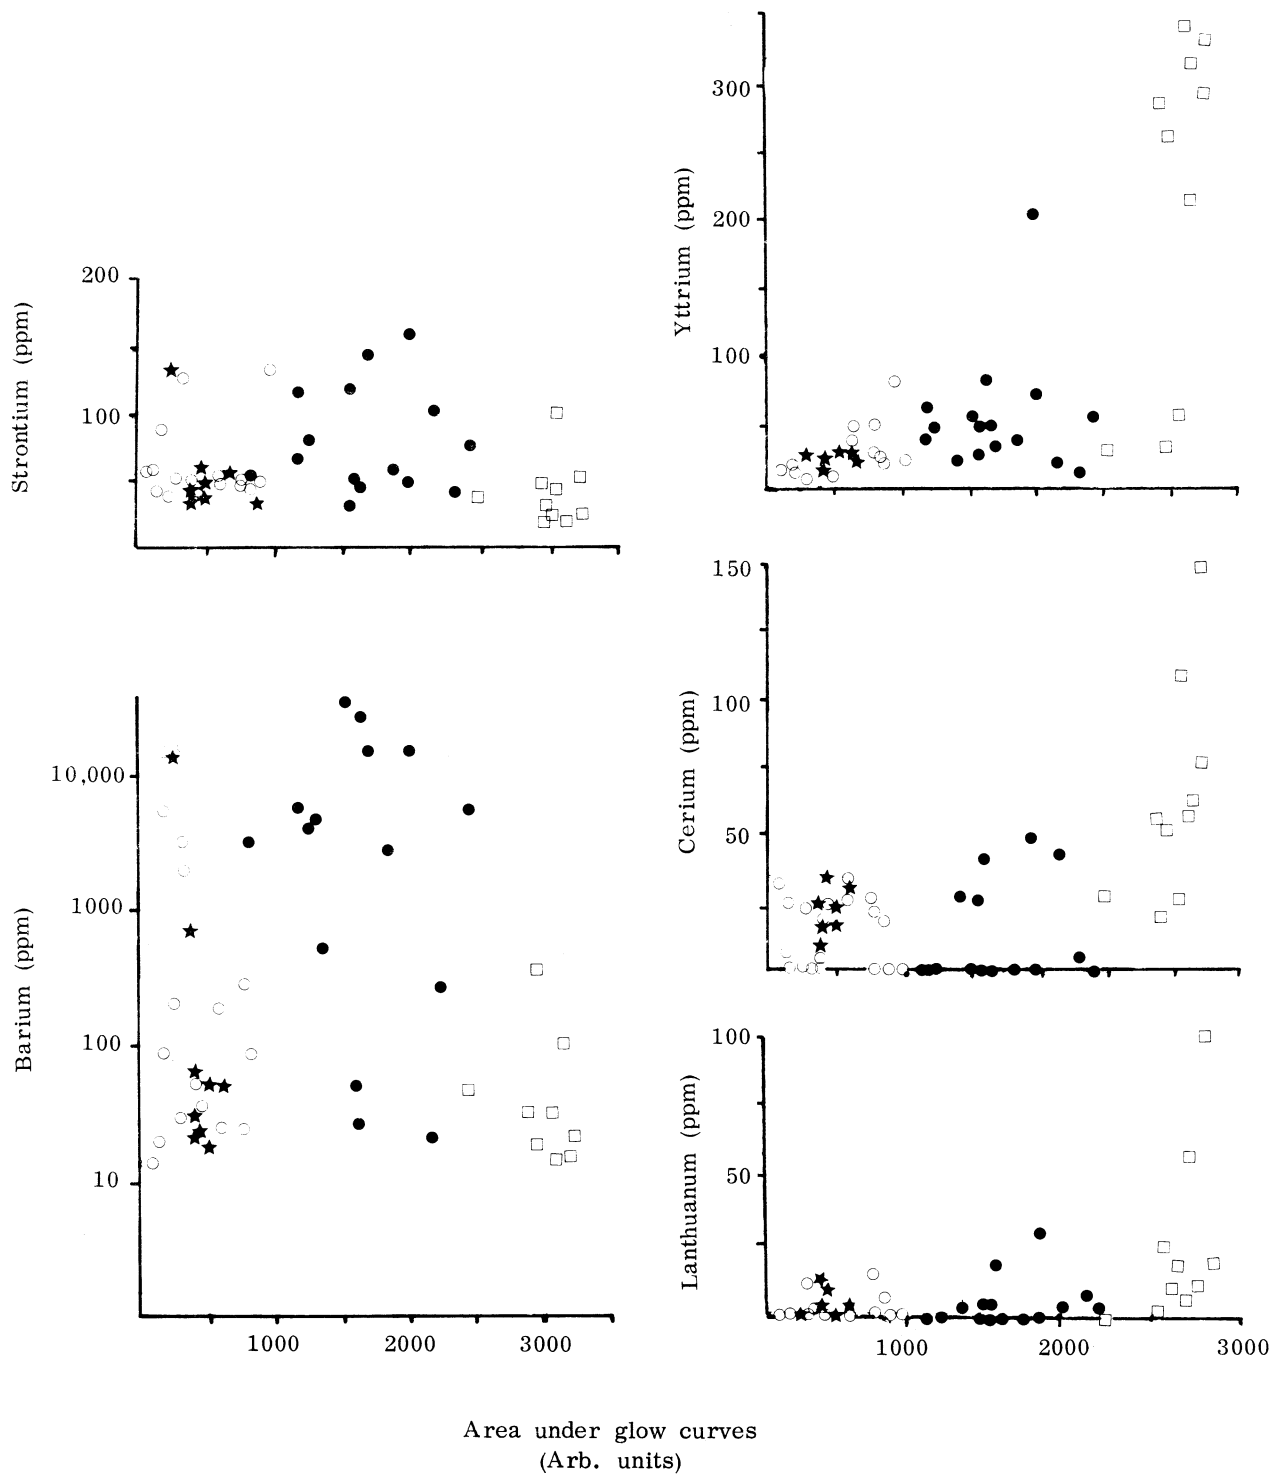 Strontium (ppm)
200
100
Barium (ppm)
10,000
1000
100
10
1000 2000 3000
Yttrium (ppm)
300
200
100
Cerium (ppm)
150
100
50
Lanthuanum (ppm)
100
50
1000 2000 3000
Area under glow curves
(Arb. units)